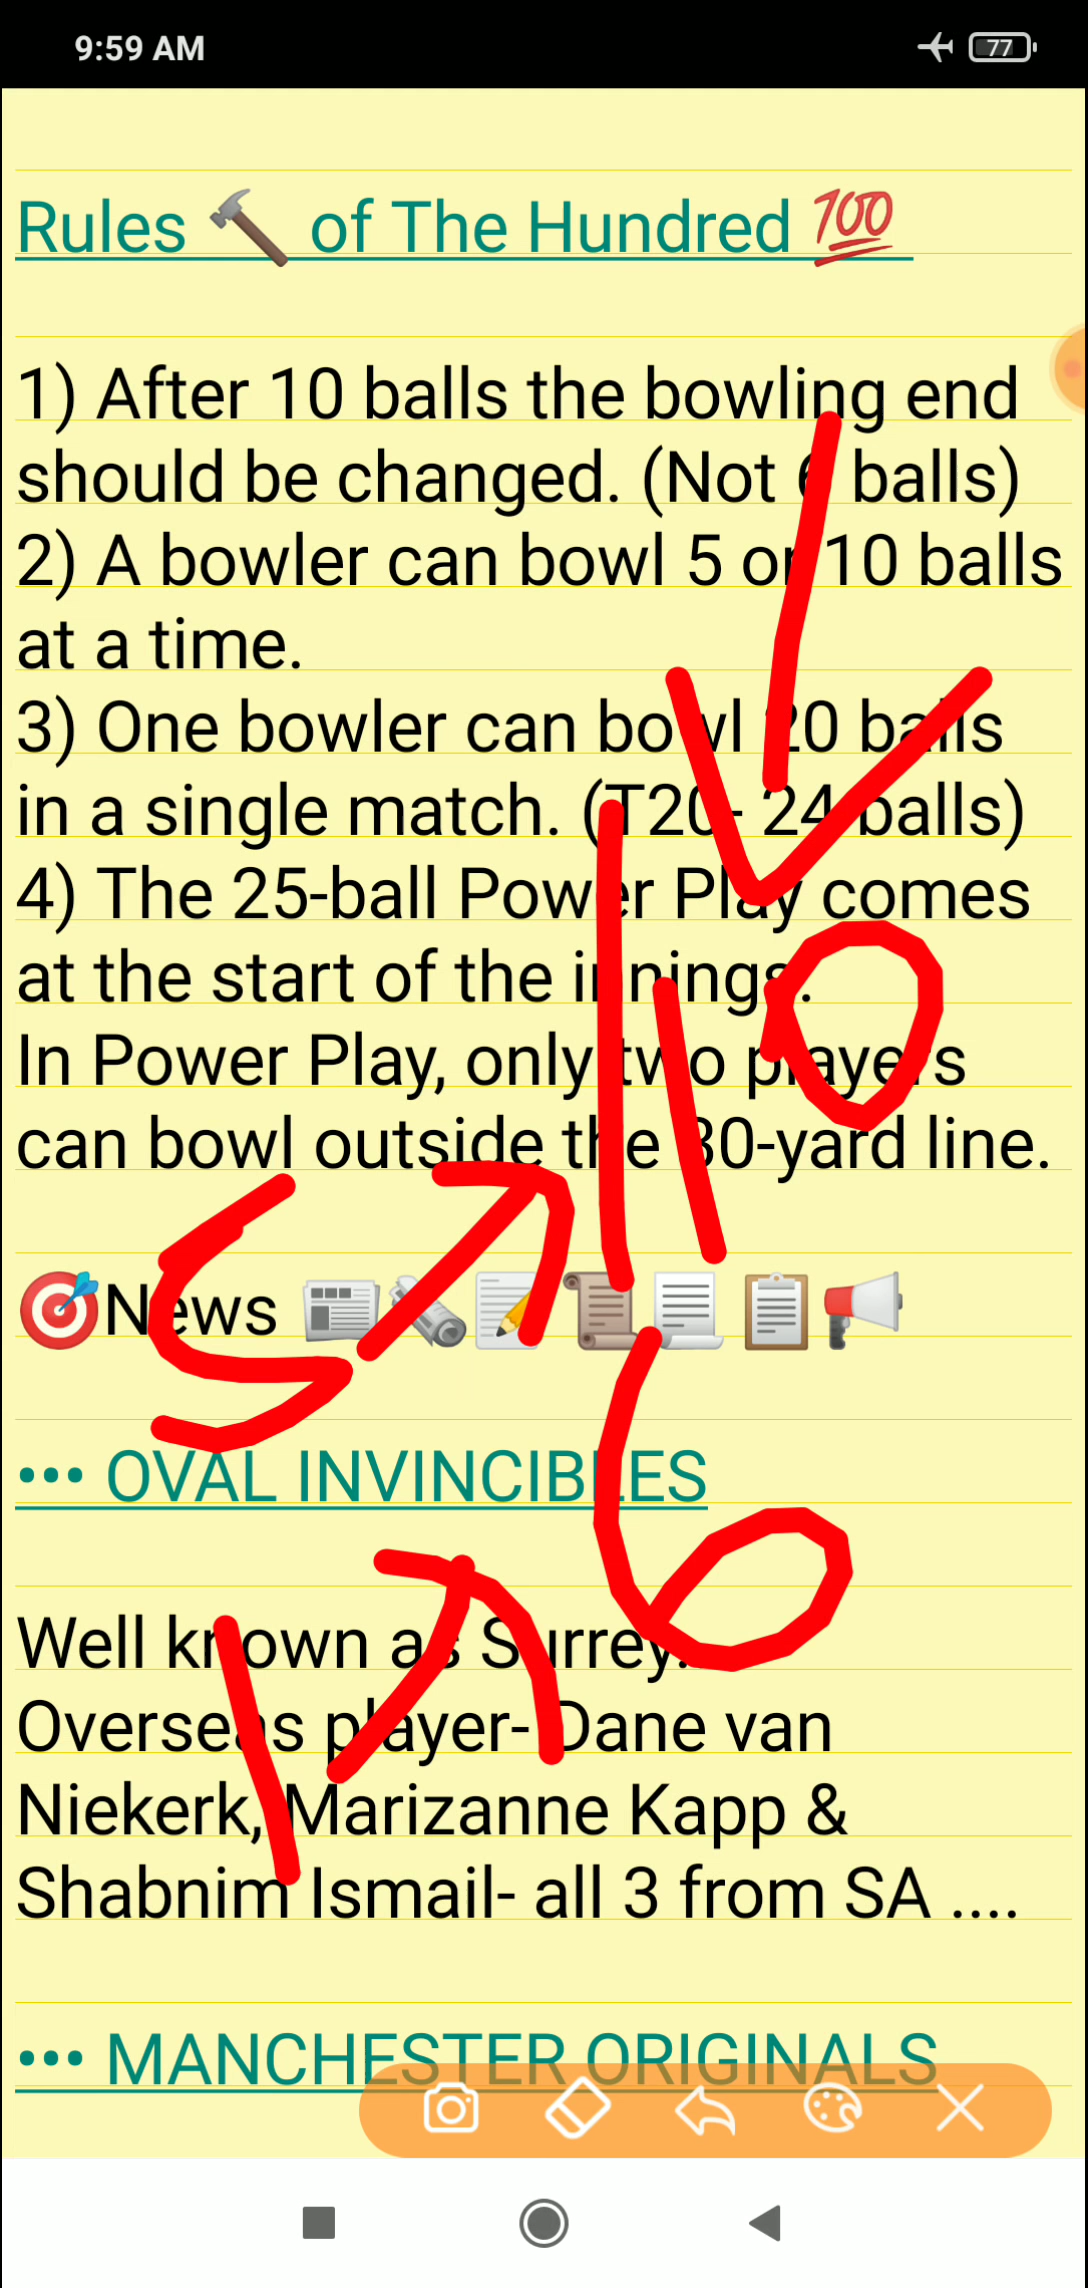 9:59 AM
77
Rules 🔨 of The Hundred 💯
1) After 10 balls the bowling end
should be changed. (Not 6 balls)
2) A bowler can bowl 5 or 10 balls
at a time.
3) One bowler can bowl 20 balls
in a single match. (T20- 24 balls)
4) The 25-ball Power Play comes
at the start of the innings.
In Power Play, only two players
can bowl outside the 30-yard line.
🎯News 📰🗞️📝📜📃📋📢
••• OVAL INVINCIBLES
Well known as Surrey.
Overseas player- Dane van
Niekerk, Marizanne Kapp &
Shabnim Ismail- all 3 from SA ....
••• MANCHESTER ORIGINALS